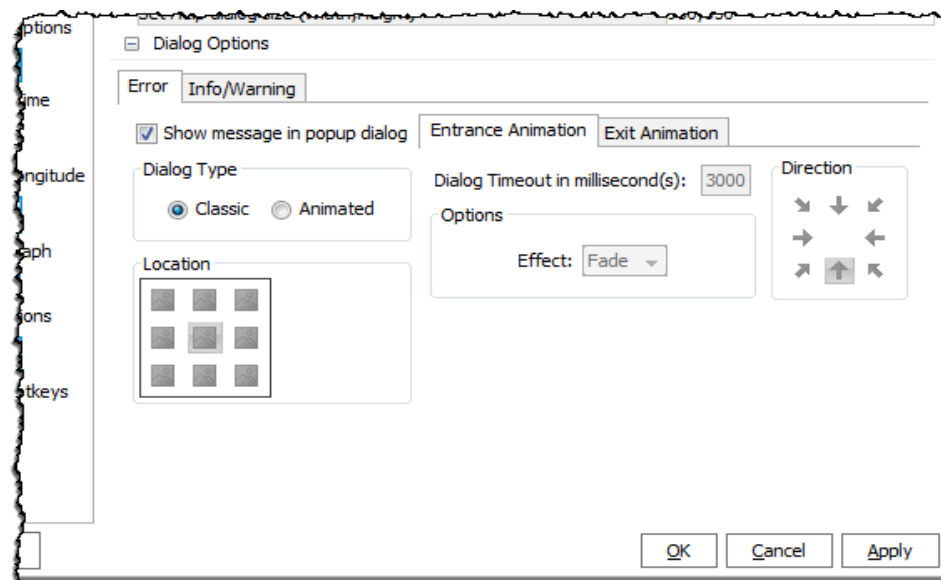 ptions
Dialog Options
Error
Info/Warning
ime
Show message in popup dialog
Entrance Animation
Exit Animation
ngitude
Dialog Type
Classic
Animated
Dialog Timeout in millisecond(s):
3000
Direction
Options
Effect:
Fade
aph
Location
ons
tkeys
OK
Cancel
Apply